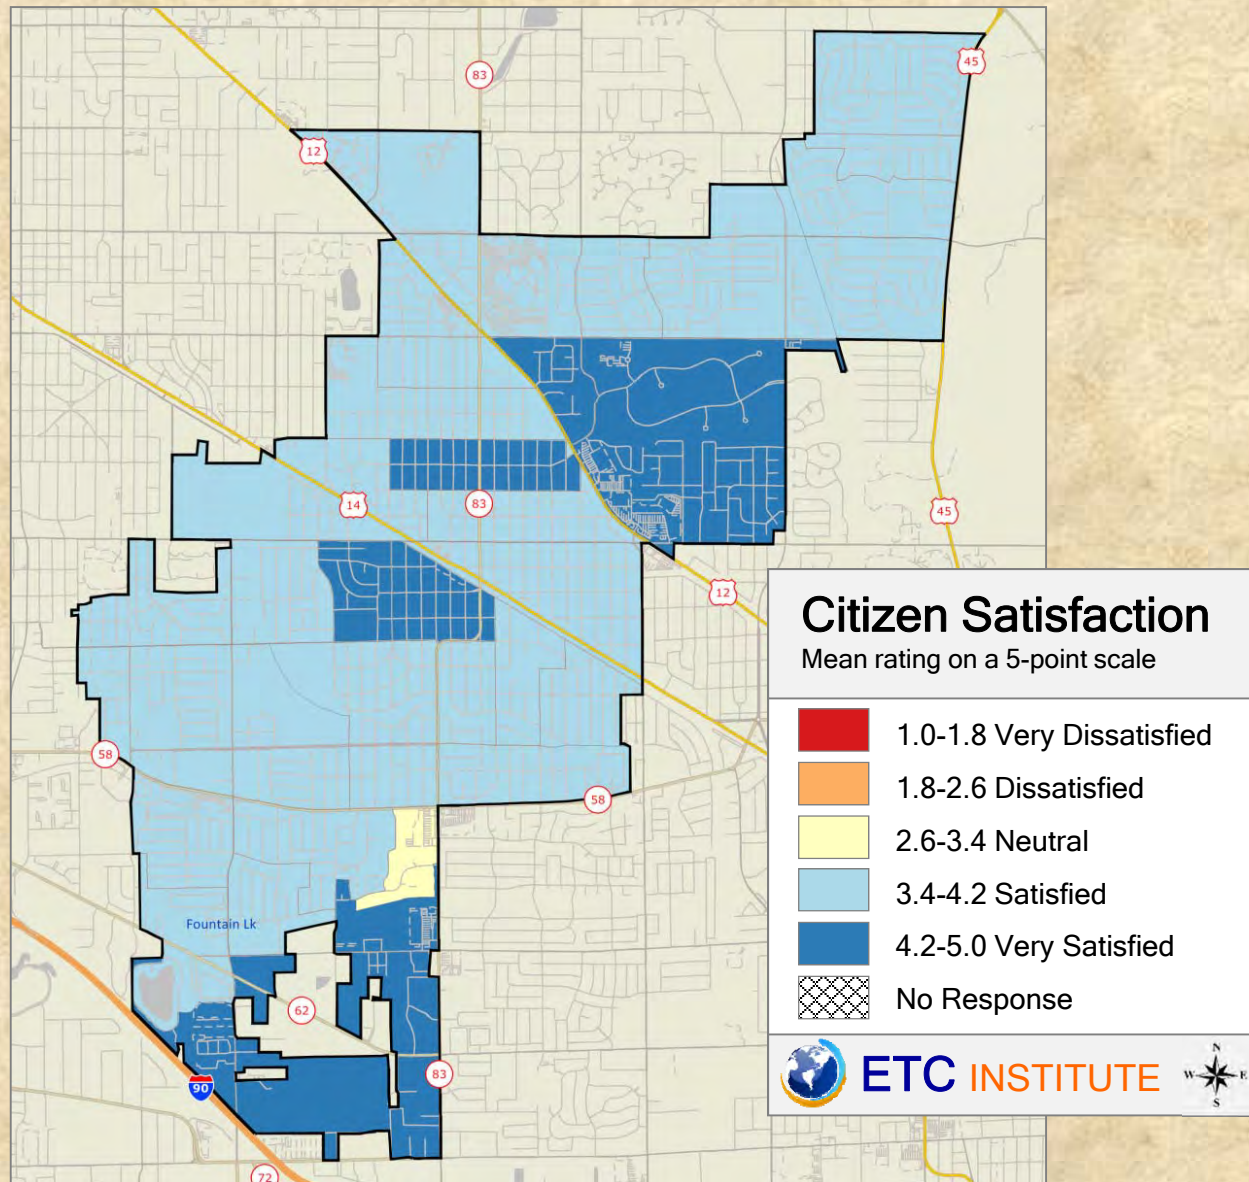 83
45
12
14
83
45
12
58
58
Fountain Lk
62
83
90
72
Citizen Satisfaction
Mean rating on a 5-point scale
1.0-1.8 Very Dissatisfied
1.8-2.6 Dissatisfied
2.6-3.4 Neutral
3.4-4.2 Satisfied
4.2-5.0 Very Satisfied
No Response
ETC INSTITUTE
N
W E
S